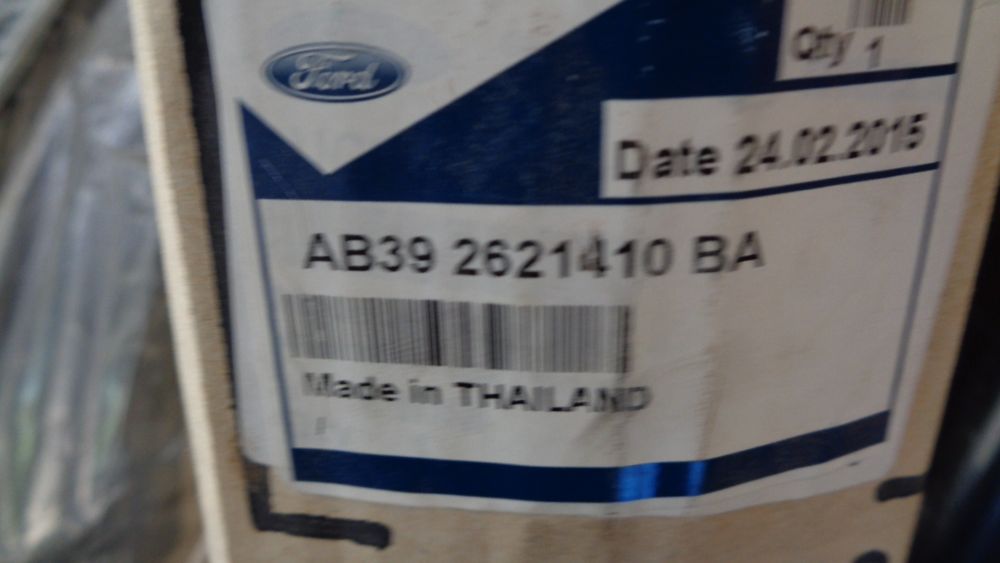 Ford
Qty 1
Date 24.02.2015
AB39 2621410 BA
Made in THAILAND